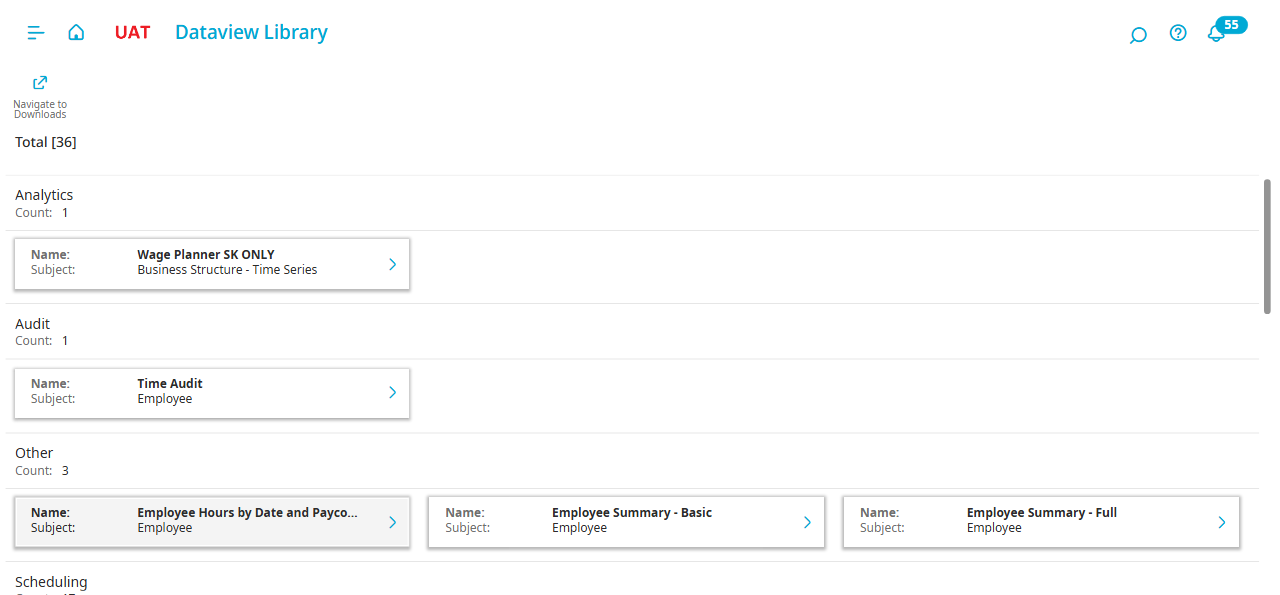 UAT Dataview Library 55
Navigate to
Downloads
Total [36]
Analytics
Count: 1
Name: Wage Planner SK ONLY
Subject: Business Structure - Time Series
Audit
Count: 1
Name: Time Audit
Subject: Employee
Other
Count: 3
Name: Employee Hours by Date and Payco...
Subject: Employee
Name: Employee Summary - Basic
Subject: Employee
Name: Employee Summary - Full
Subject: Employee
Scheduling